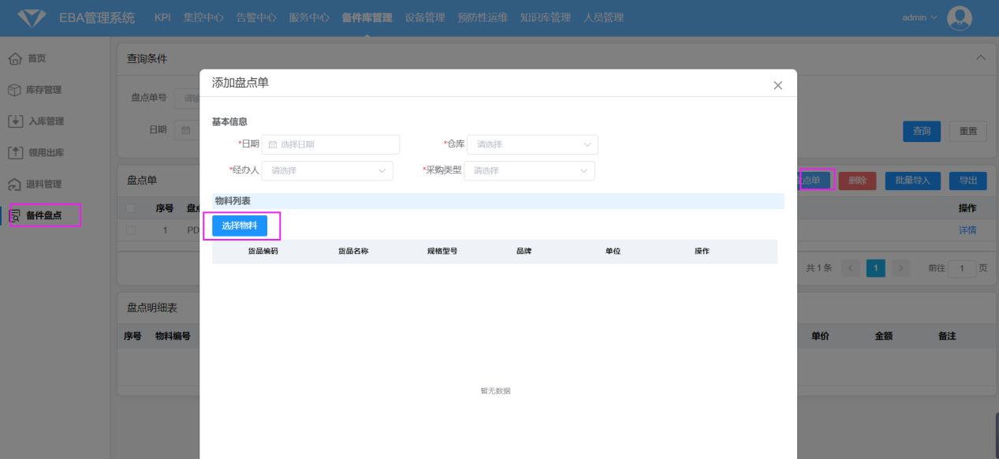 EBA管理系统 KPI 集控中心 告警中心 服务中心 备件库管理 设备管理 预防性运维 知识库管理 人员管理 admin
首页
库存管理
入库管理
领用出库
退料管理
备件盘点
查询条件
盘点单号
日期
查询 重置
盘点单
点单 删除 批量导入 导出
序号 操作
1 PD 详情
共 1 条 1 前往 1 页
盘点明细表
序号 物料编号 单价 金额 备注
添加盘点单
基本信息
*日期 选择日期 *仓库 请选择
*经办人 请选择 *采购类型 请选择
物料列表
选择物料
货品编码 货品名称 规格型号 品牌 单位 操作
暂无数据